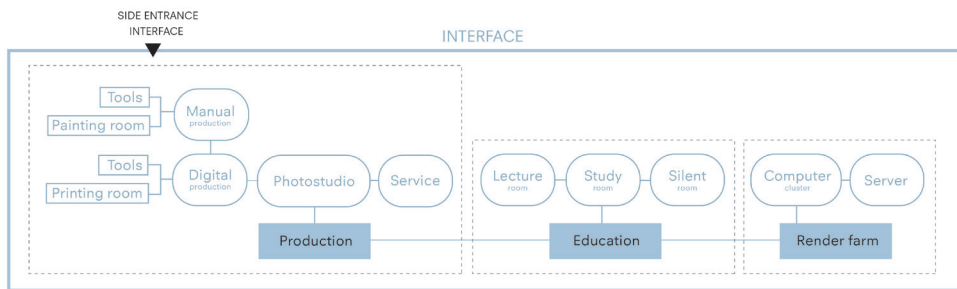 SIDE ENTRANCE
INTERFACE
INTERFACE
Tools
Painting room
Manual
production
Tools
Printing room
Digital
production
Photostudio
Service
Lecture
room
Study
room
Silent
room
Computer
cluster
Server
Production
Education
Render farm